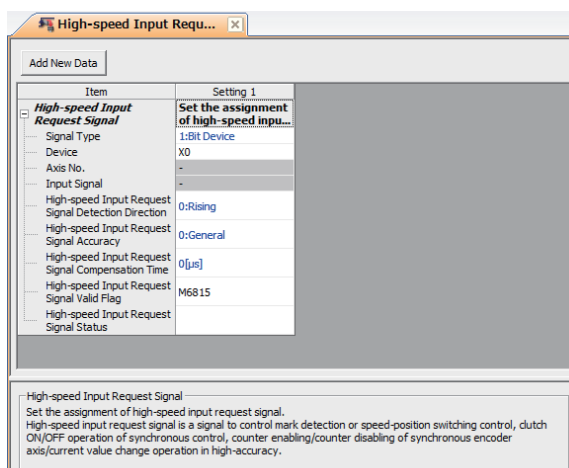 High-speed Input Requ...
Add New Data
Item Setting 1
High-speed Input Request Signal Set the assignment of high-speed inpu...
Signal Type 1:Bit Device
Device X0
Axis No. -
Input Signal -
High-speed Input Request Signal Detection Direction 0:Rising
High-speed Input Request Signal Accuracy 0:General
High-speed Input Request Signal Compensation Time 0[µs]
High-speed Input Request Signal Valid Flag M6815
High-speed Input Request Signal Status
High-speed Input Request Signal
Set the assignment of high-speed input request signal.
High-speed input request signal is a signal to control mark detection or speed-position switching control, clutch
ON/OFF operation of synchronous control, counter enabling/counter disabling of synchronous encoder
axis/current value change operation in high-accuracy.